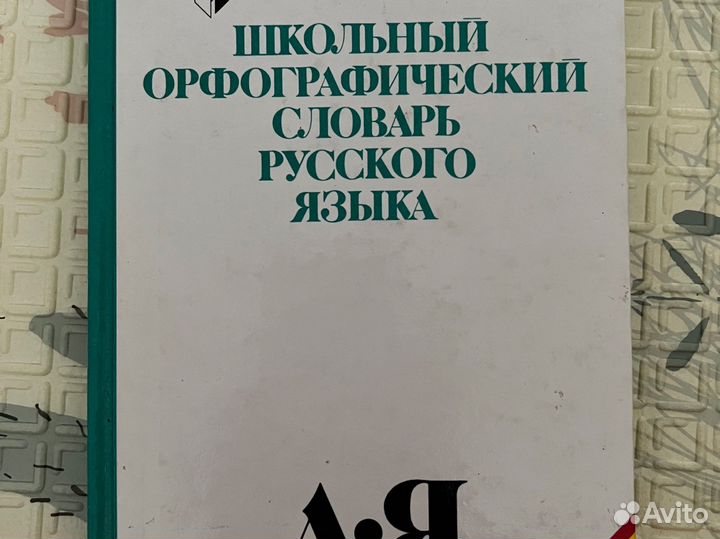 ШКОЛЬНЫЙ
ОРФОГРАФИЧЕСКИЙ
СЛОВАРЬ
РУССКОГО
ЯЗЫКА
А·Я
Avito